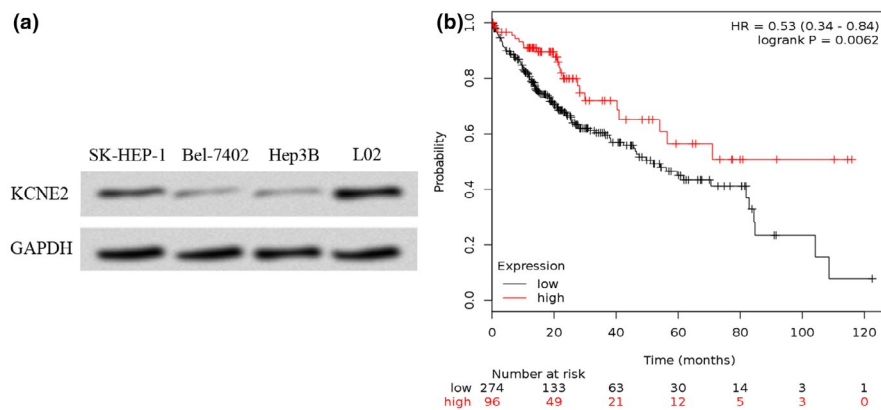 (a)
SK-HEP-1 Bel-7402 Hep3B L02
KCNE2
GAPDH
(b)
HR = 0.53 (0.34 - 0.84)
logrank P = 0.0062
Probability
1.0
0.8
0.6
0.4
0.2
0.0
Expression
low
high
0 20 40 60 80 100 120
Time (months)
Number at risk
low 274 133 63 30 14 3 1
high 96 49 21 12 5 3 0